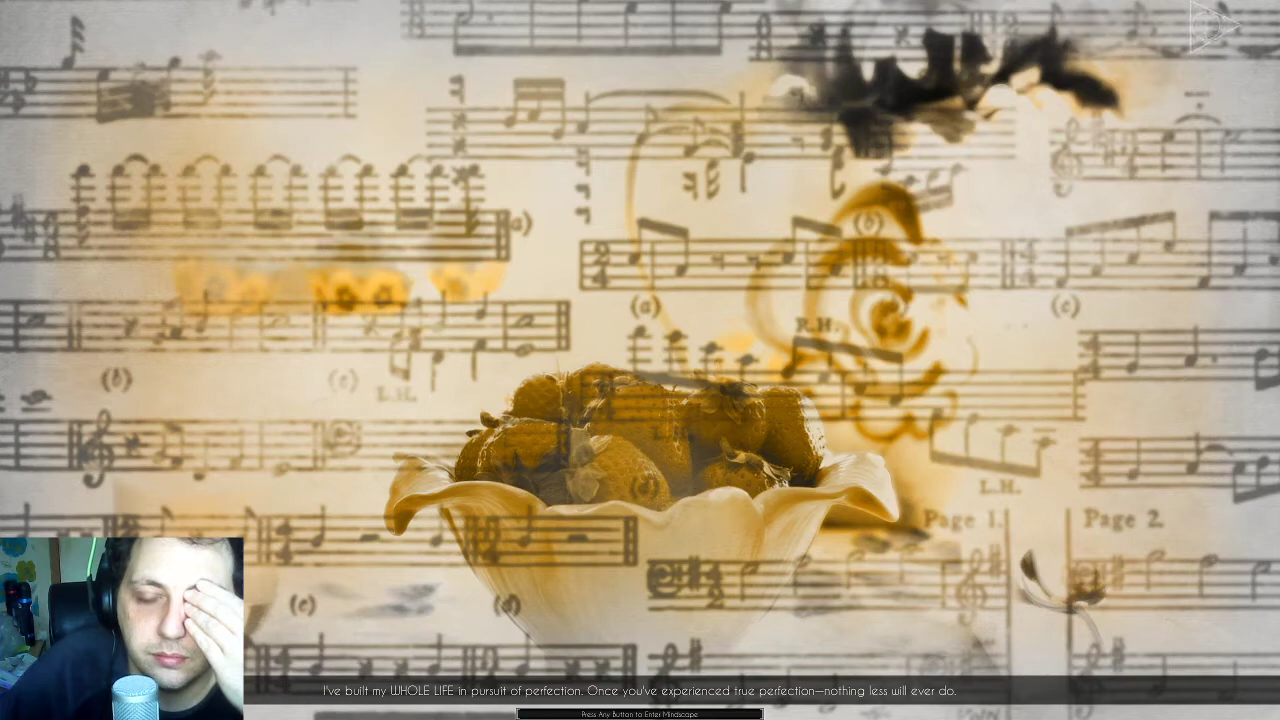 (a)
(b)
(a)
(c)
R.H.
(b)
(c)
L.H.
L.H.
Page 1.
Page 2.
(c)
(d)
I've built my WHOLE LIFE in pursuit of perfection. Once you've experienced true perfection—nothing less will ever do.
Press Any Button to Enter Mindscape